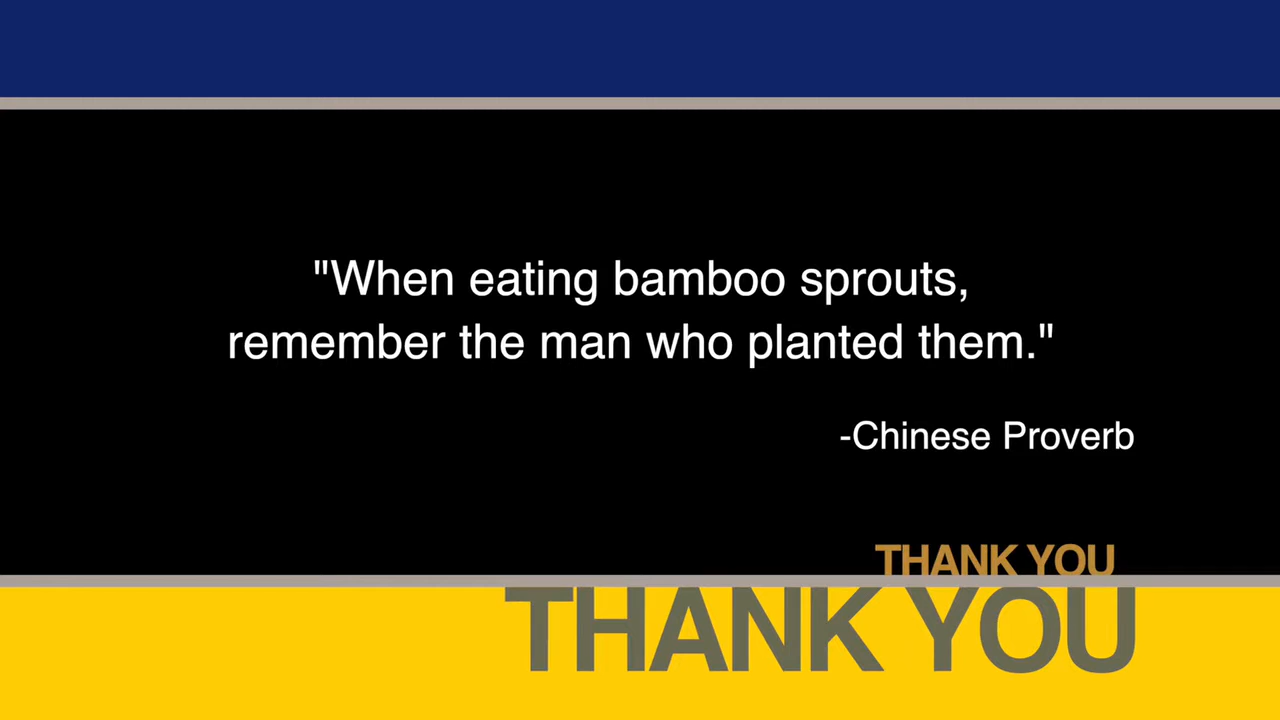 "When eating bamboo sprouts,
remember the man who planted them."
-Chinese Proverb
THANK YOU
THANK YOU